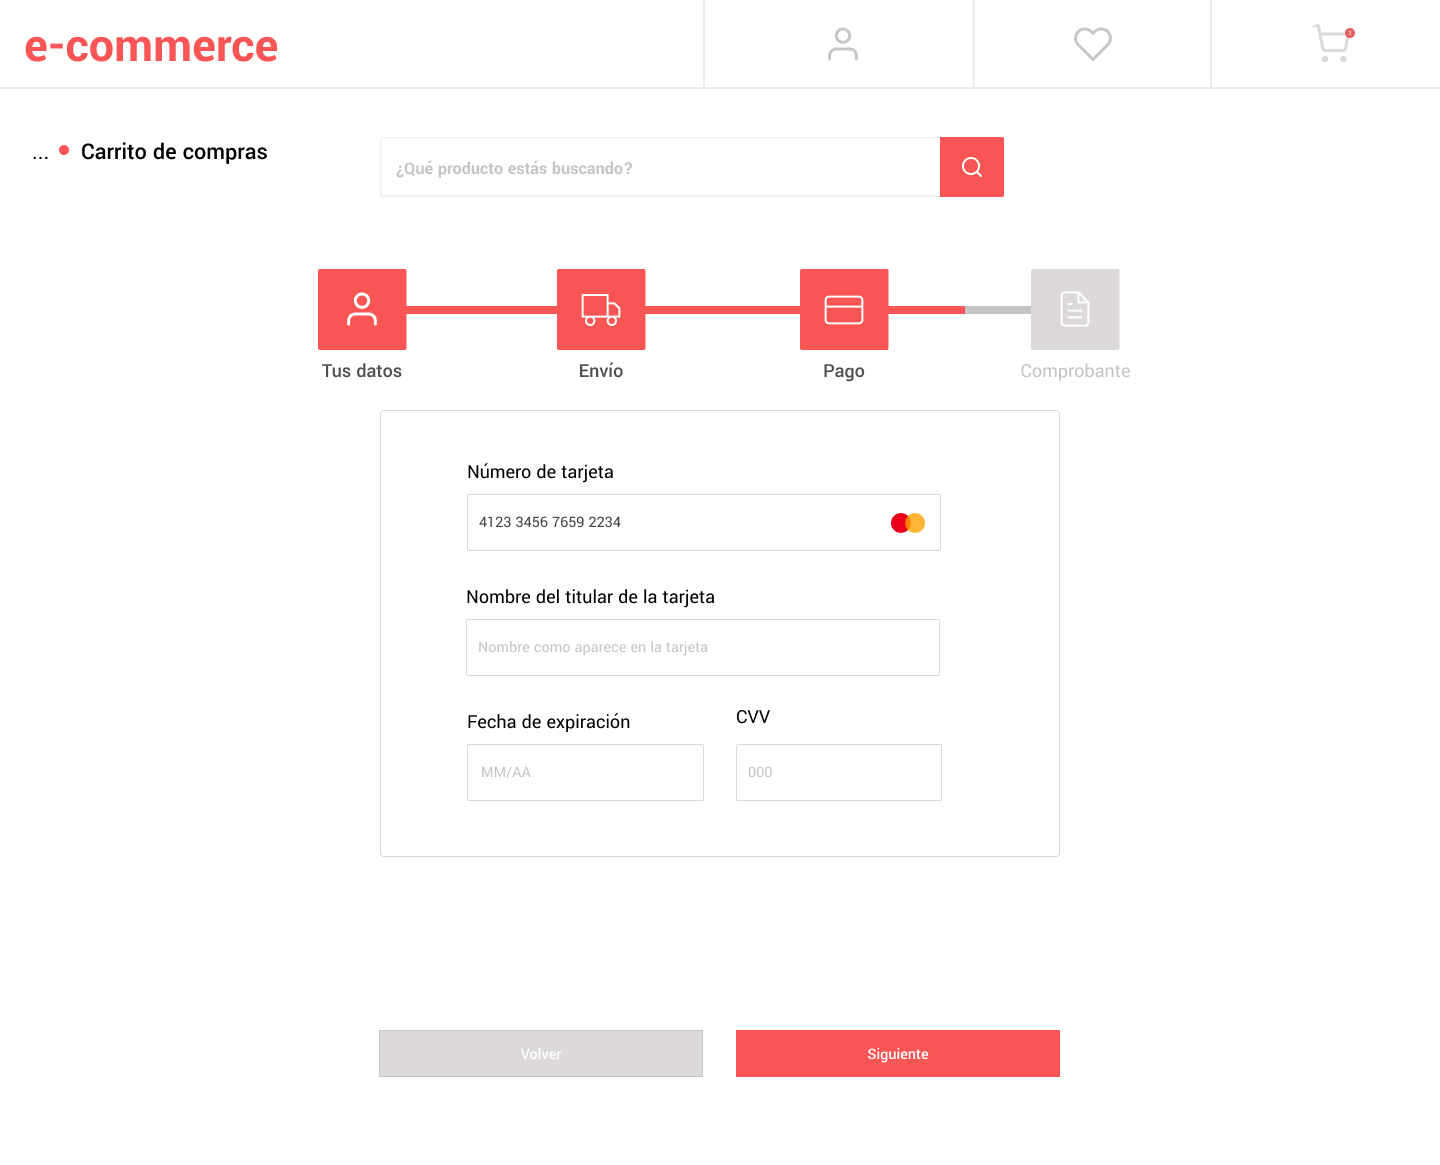 e-commerce
... Carrito de compras
¿Qué producto estás buscando?
Tus datos
Envío
Pago
Comprobante
Número de tarjeta
4123 3456 7659 2234
Nombre del titular de la tarjeta
Nombre como aparece en la tarjeta
Fecha de expiración
CVV
MM/AA
000
Volver
Siguiente